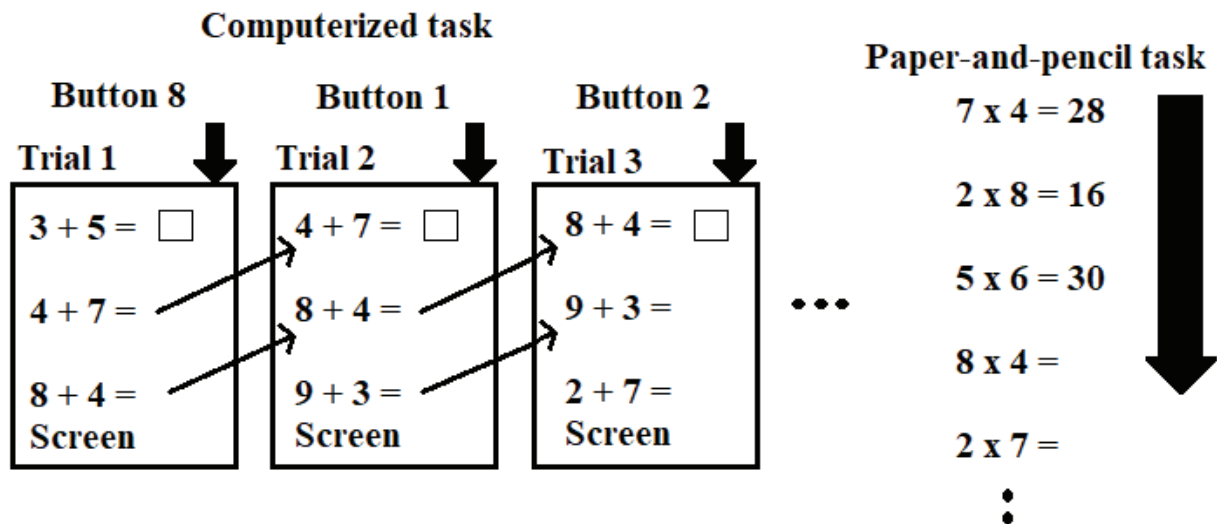 Computerized task
Button 8
Button 1
Button 2
Trial 1
3 + 5 =
4 + 7 =
8 + 4 =
Screen
Trial 2
4 + 7 =
8 + 4 =
9 + 3 =
Screen
Trial 3
8 + 4 =
9 + 3 =
2 + 7 =
Screen
Paper-and-pencil task
7 x 4 = 28
2 x 8 = 16
5 x 6 = 30
8 x 4 =
2 x 7 =